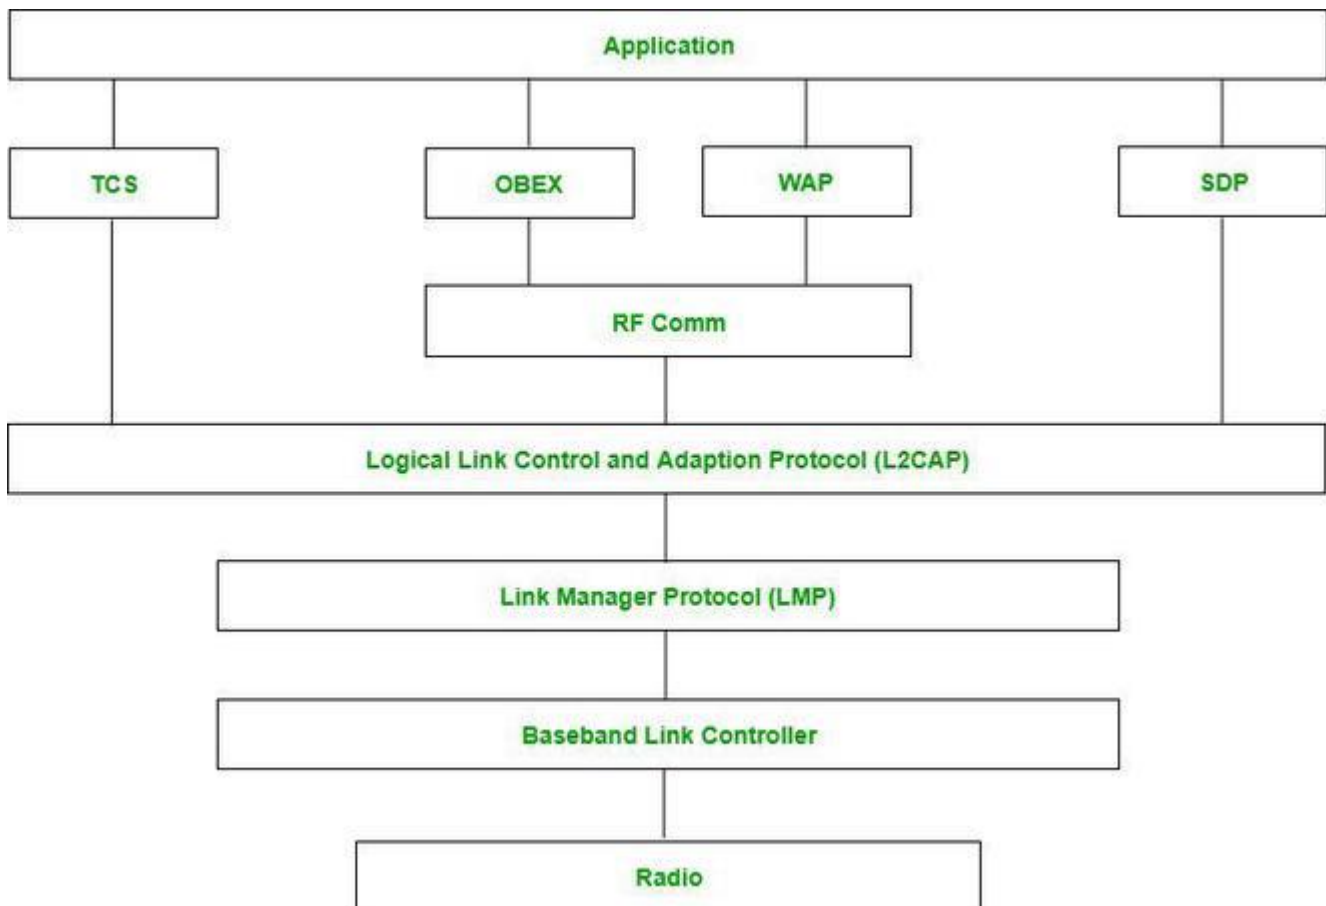 Application
TCS
OBEX
WAP
SDP
RF Comm
Logical Link Control and Adaption Protocol (L2CAP)
Link Manager Protocol (LMP)
Baseband Link Controller
Radio